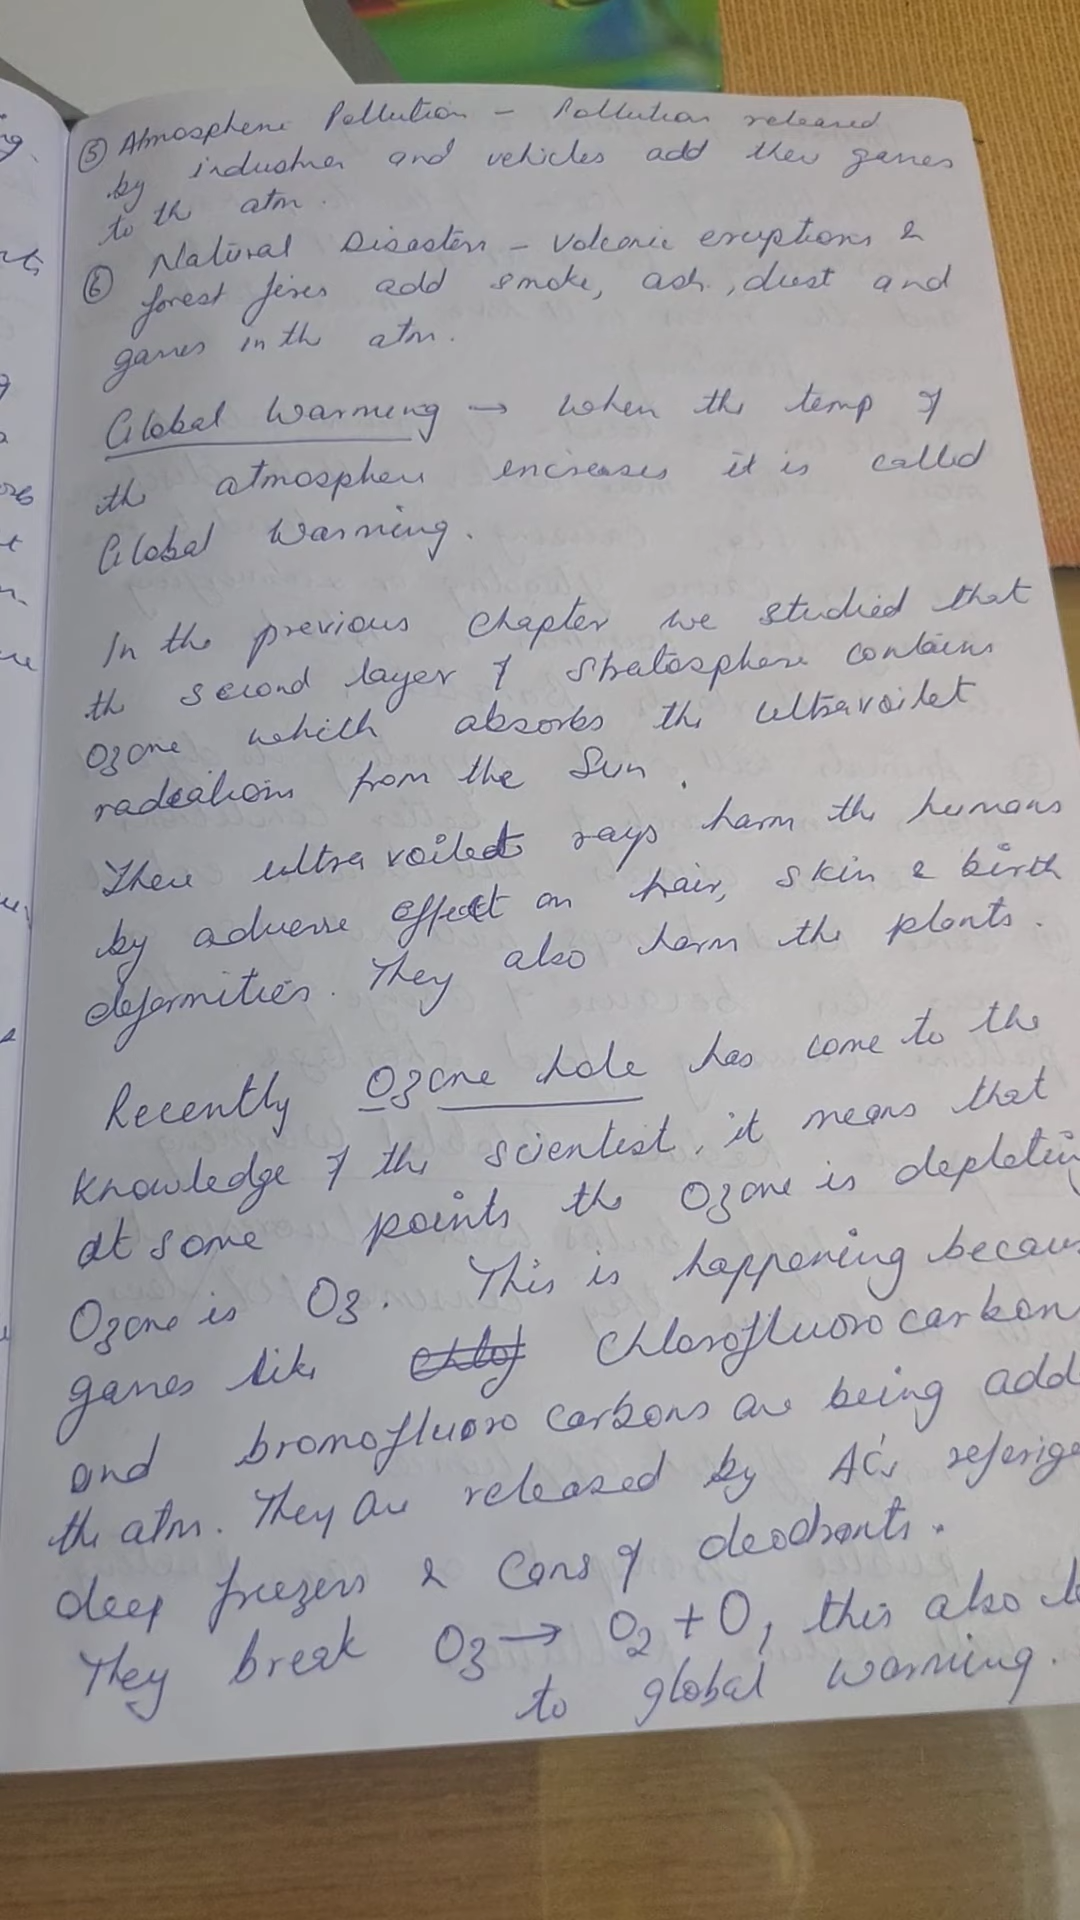 ⑤ Atmospheric Pollution - Pollution released
by industries and vehicles add these gases
to the atm.
⑥ Natural Disasters - Volcanic eruptions &
forest fires add smoke, ash, dust and
gases in the atm.
Global Warming → When the temp of
the atmosphere increases it is called
Global Warming.
In the previous chapter we studied that
the second layer of stratosphere contains
Ozone which absorbs the ultravoilet
radiations from the Sun.
These ultra voilet rays harm the humans
by adverse effect on hair, skin & birth
deformities. They also harm the plants.
Recently Ozone hole has come to the
knowledge of the scientist, it means that
at some points the Ozone is depletin
Ozone is O3. This is happening becaus
gases like Chlorofluoro carbon
and bromofluoro carbons are being add
the atm. They are released by AC's referige
deep freezers & Cans of deodrants.
They break O3 → O2 + O, this also
to global warming.